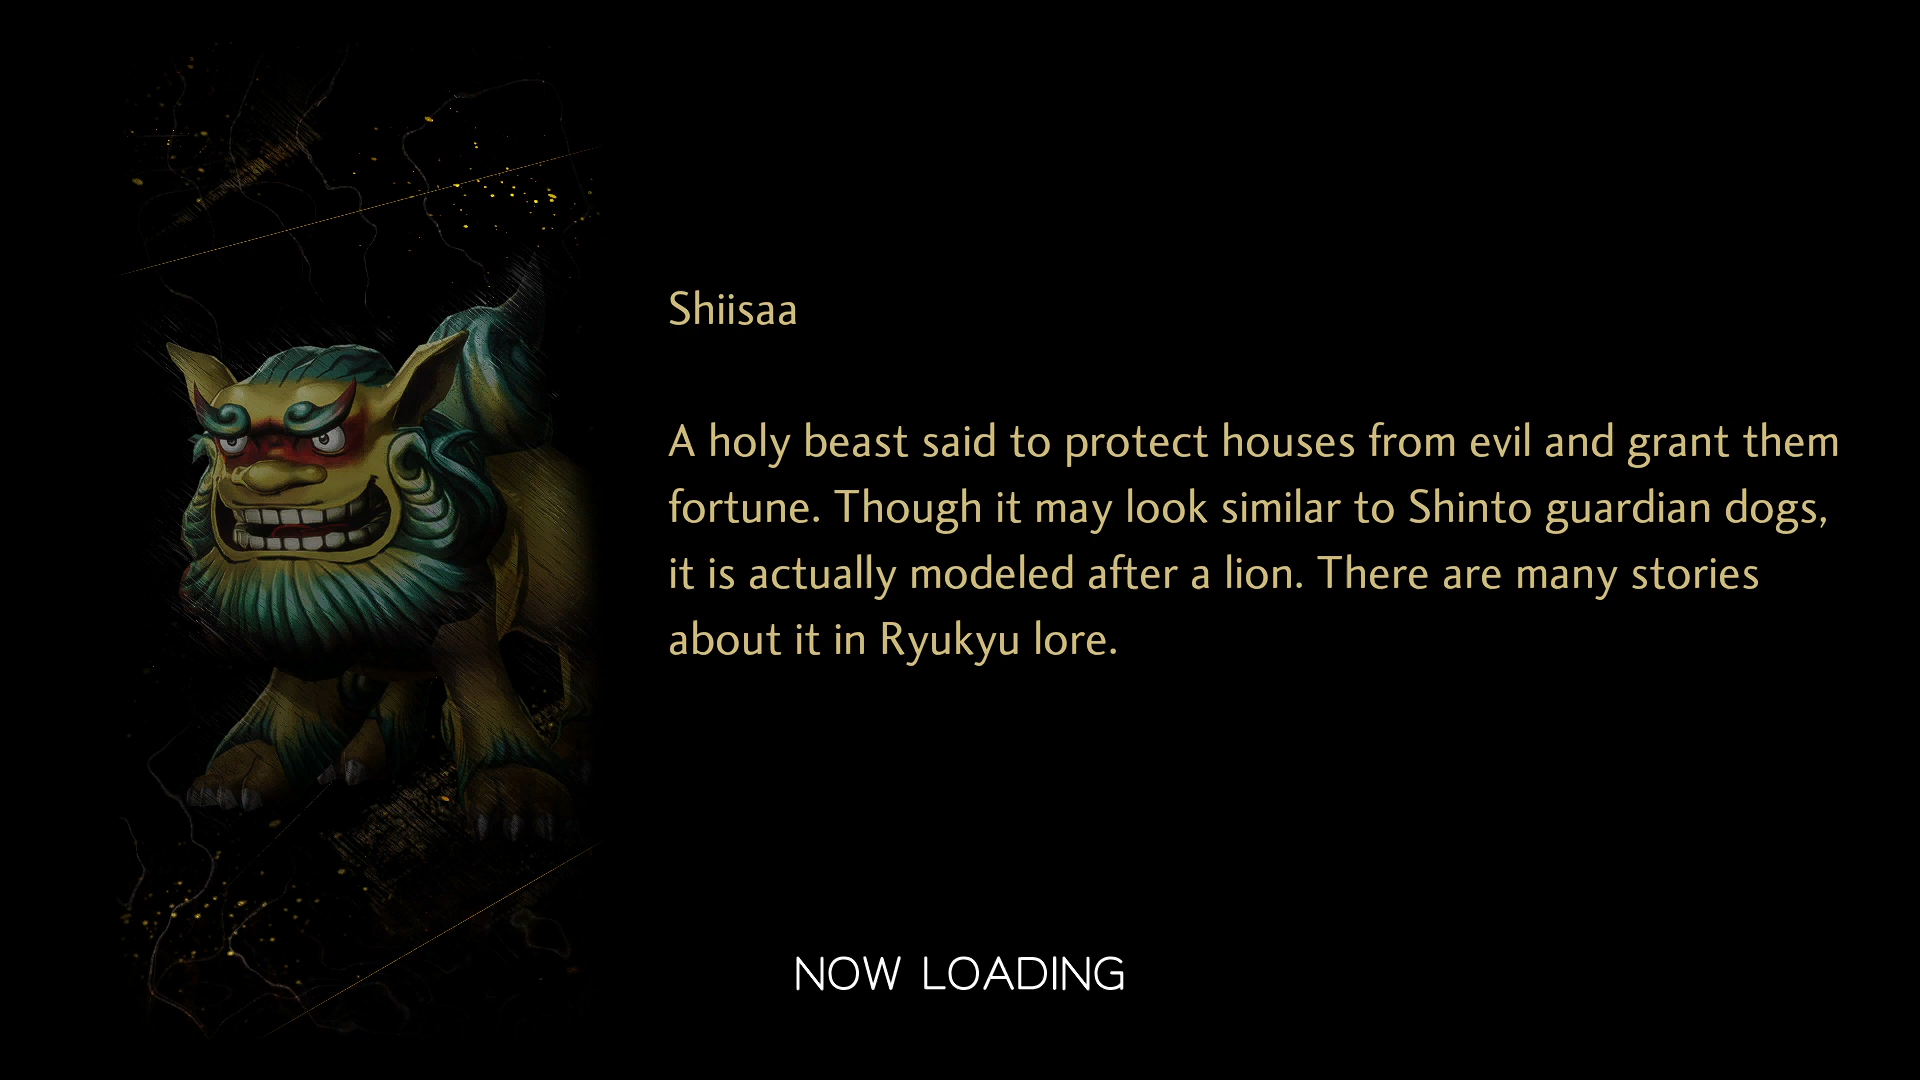 Shiisaa
A holy beast said to protect houses from evil and grant them
fortune. Though it may look similar to Shinto guardian dogs,
it is actually modeled after a lion. There are many stories
about it in Ryukyu lore.
NOW LOADING